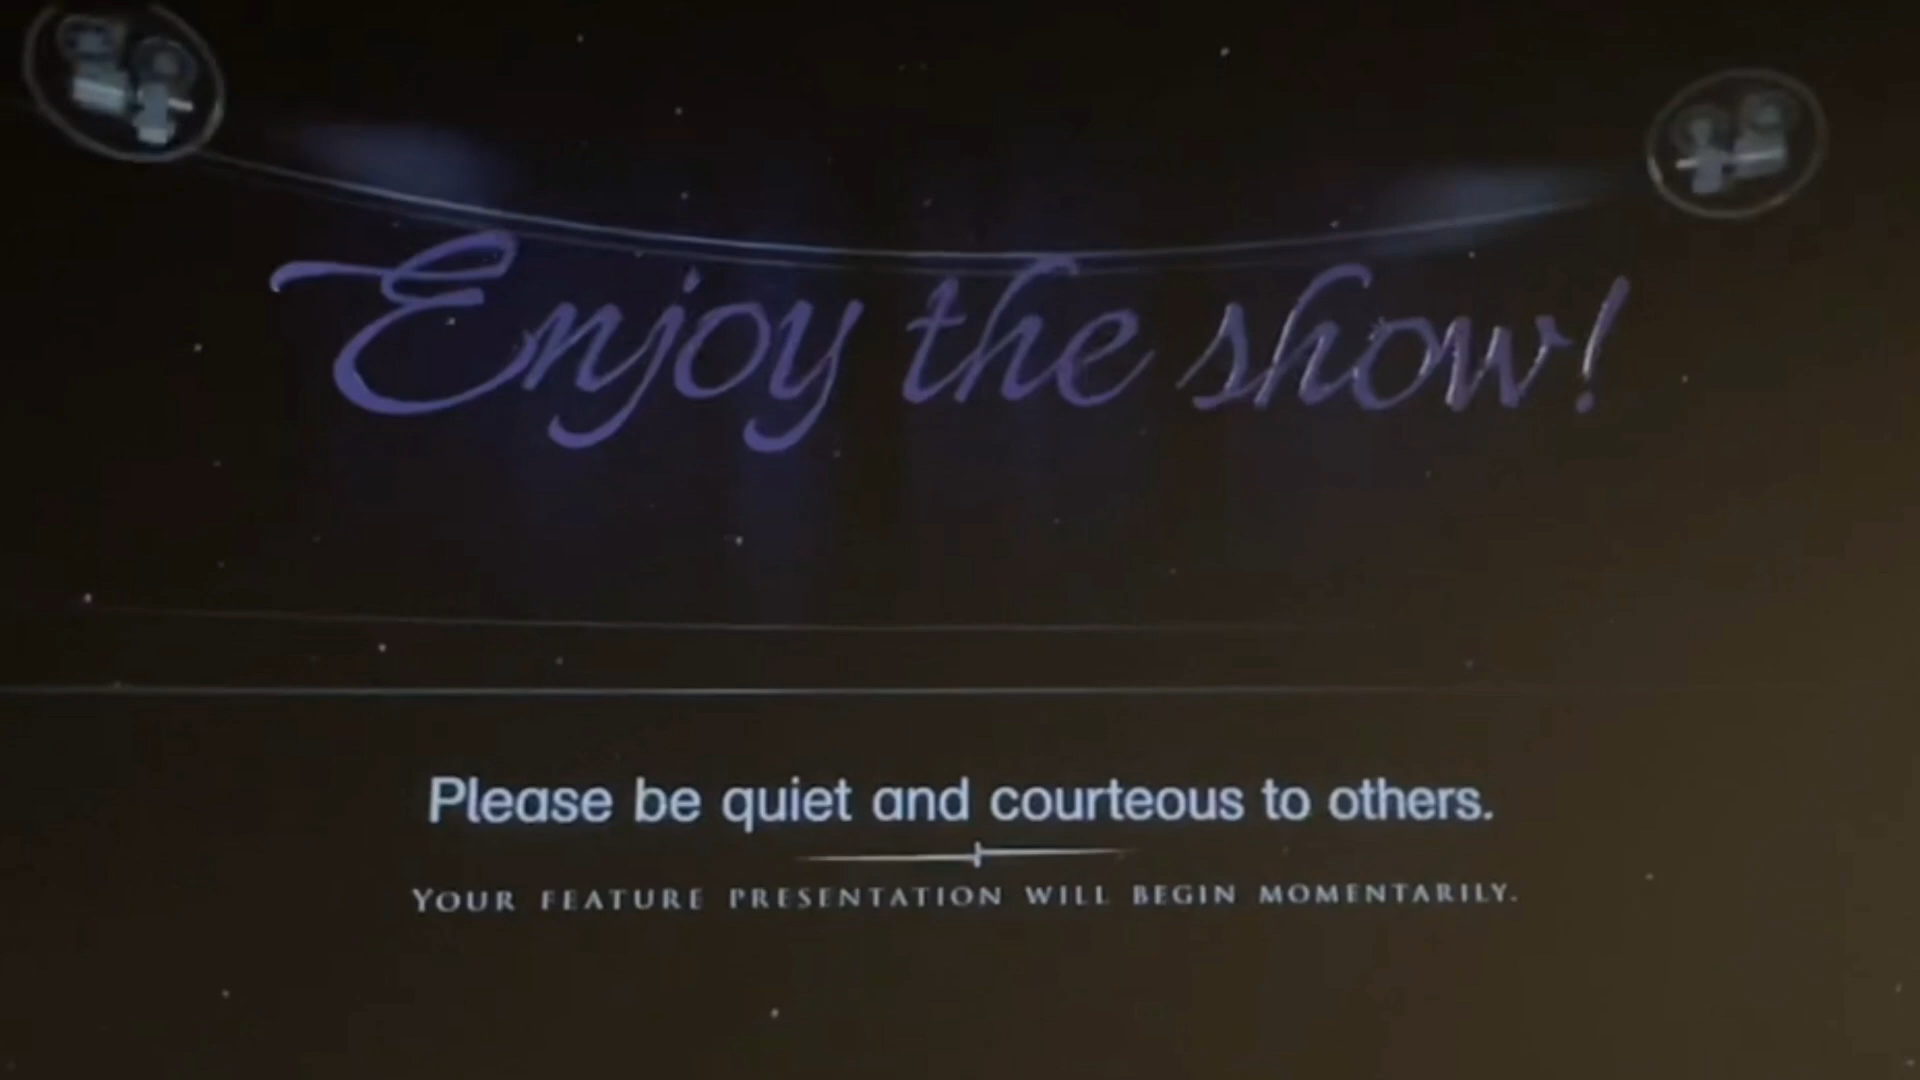 Enjoy the show!
Please be quiet and courteous to others.
YOUR FEATURE PRESENTATION WILL BEGIN MOMENTARILY.